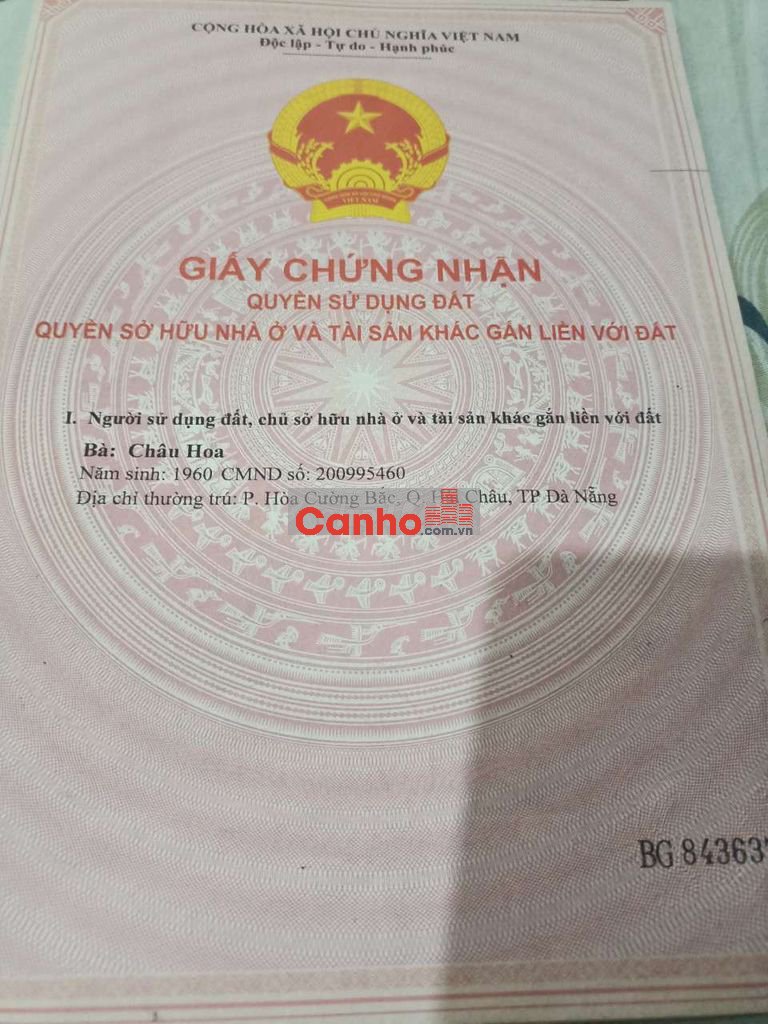 CỘNG HÒA XÃ HỘI CHỦ NGHĨA VIỆT NAM
Độc lập - Tự do - Hạnh phúc
VIỆT NAM
GIẤY CHỨNG NHẬN
QUYỀN SỬ DỤNG ĐẤT
QUYỀN SỞ HỮU NHÀ Ở VÀ TÀI SẢN KHÁC GẮN LIỀN VỚI ĐẤT
I. Người sử dụng đất, chủ sở hữu nhà ở và tài sản khác gắn liền với đất
Bà: Châu Hoa
Năm sinh: 1960 CMND số: 200995460
Địa chỉ thường trú: P. Hòa Cường Bắc, Q. Hải Châu, TP Đà Nẵng
Canho.com.vn
BG 84363